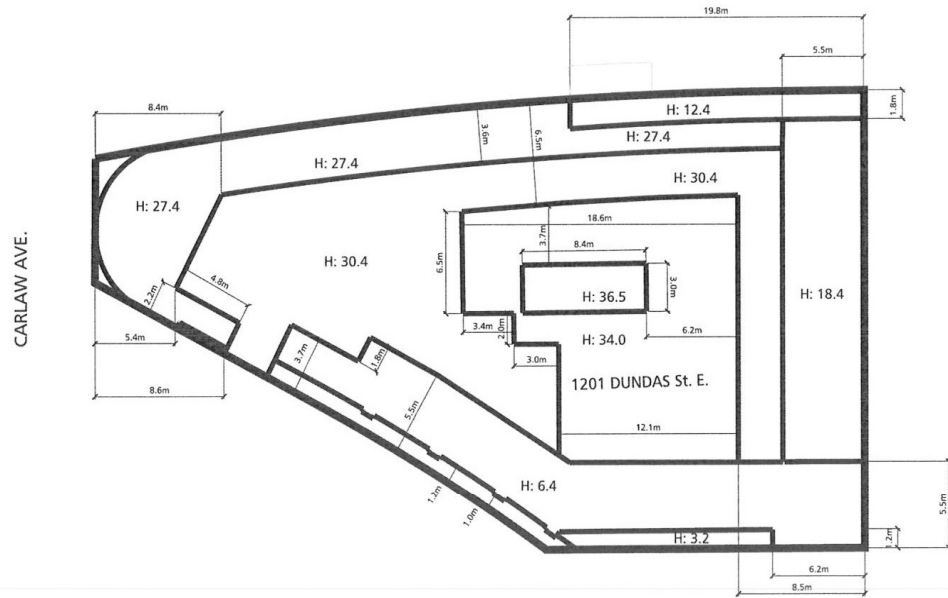 19.8m
5.5m
8.4m
1.8m
H: 12.4
3.6m
6.5m
H: 27.4
H: 27.4
H: 30.4
H: 27.4
18.6m
3.7m
8.4m
6.5m
H: 30.4
4.8m
3.0m
H: 36.5
H: 18.4
CARLAW AVE.
2.2m
3.4m
2.0m
6.2m
5.4m
H: 34.0
3.0m
3.7m
1.8m
8.6m
1201 DUNDAS St. E.
5.5m
12.1m
H: 6.4
1.2m
5.5m
1.0m
H: 3.2
1.2m
6.2m
8.5m